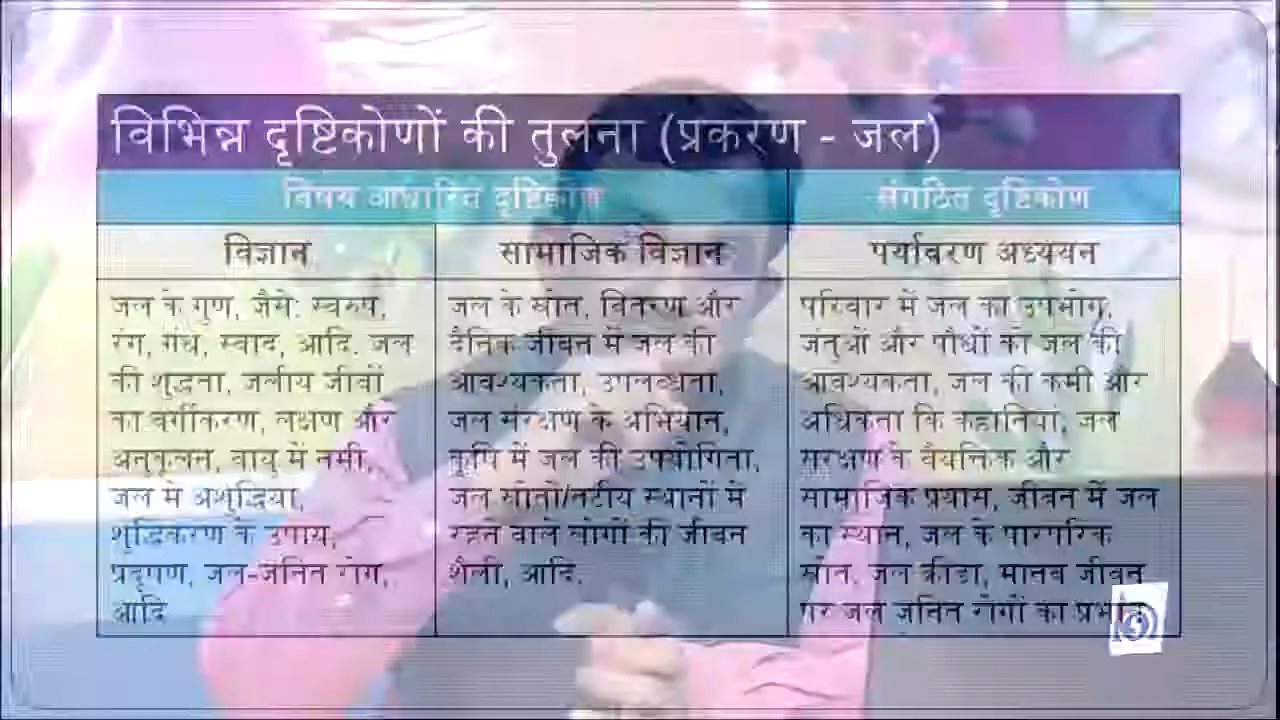 विभिन्न दृष्टिकोणों की तुलना (प्रकरण - जल)
विषय आधारित दृष्टिकोण
संगठित दृष्टिकोण
विज्ञान
सामाजिक विज्ञान
पर्यावरण अध्ययन
जल के गुण, जैसे: स्वरुप,
रंग, गंध, स्वाद, आदि. जल
की शुद्धता, जलीय जीवों
का वर्गीकरण, लक्षण और
अनुकूलन, वायु में नमी,
जल में अशुद्धियां,
शुद्धिकरण के उपाय,
प्रदूषण, जल-जनित रोग,
आदि
जल के स्रोत, वितरण और
दैनिक जीवन में जल की
आवश्यकता, उपलब्धता,
जल संरक्षण के अभियान,
कृषि में जल की उपयोगिता,
जल स्रोतों/तटीय स्थानों में
रहने वाले लोगों की जीवन
शैली, आदि.
परिवार में जल का उपभोग,
जंतुओं और पौधों को जल की
आवश्यकता, जल की कमी और
अधिकता कि कहानियां, जल
संरक्षण के वैयक्तिक और
सामाजिक प्रयास, जीवन में जल
का स्थान, जल के पारंपरिक
स्रोत, जल क्रीडा, मानव जीवन
पर जल जनित रोगों का प्रभाव